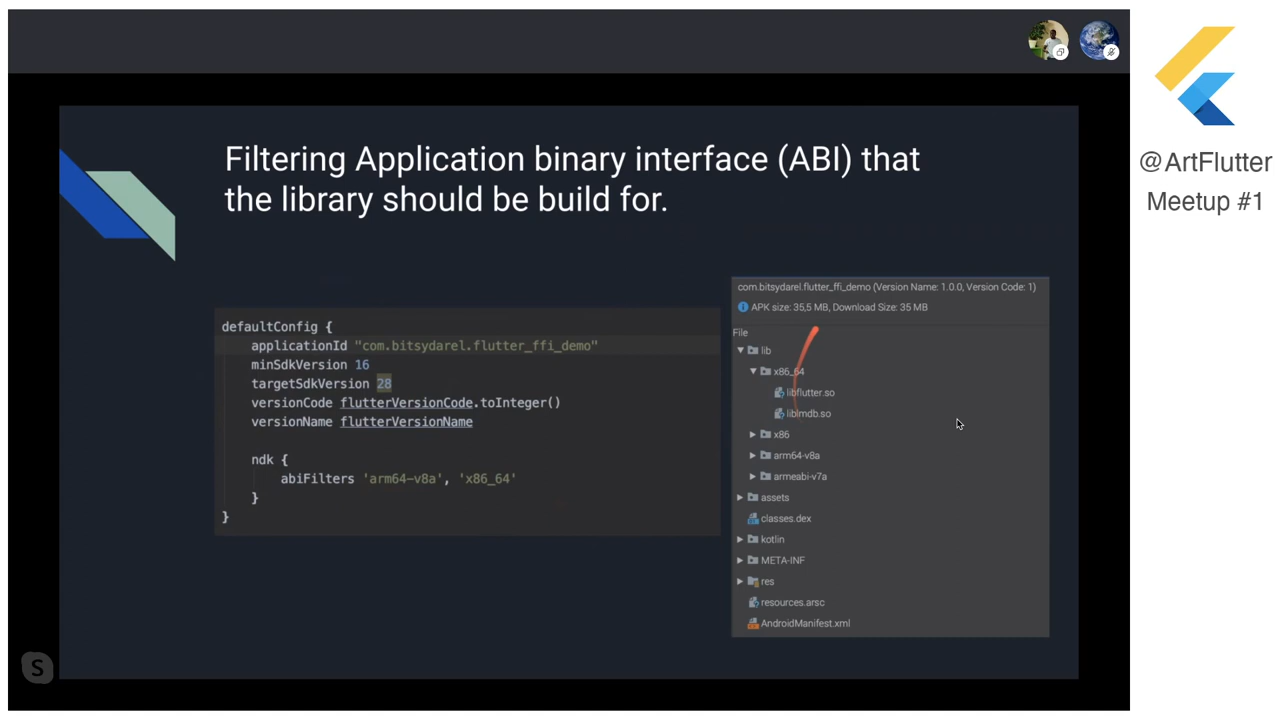 Filtering Application binary interface (ABI) that
the library should be build for.
defaultConfig {
applicationId "com.bitsydarel.flutter_ffi_demo"
minSdkVersion 16
targetSdkVersion 28
versionCode flutterVersionCode.toInteger()
versionName flutterVersionName
ndk {
abiFilters 'arm64-v8a', 'x86_64'
}
}
com.bitsydarel.flutter_ffi_demo (Version Name: 1.0.0, Version Code: 1)
APK size: 35,5 MB, Download Size: 35 MB
File
lib
x86_64
libflutter.so
liblmdb.so
x86
arm64-v8a
armeabi-v7a
assets
classes.dex
kotlin
META-INF
res
resources.arsc
AndroidManifest.xml
@ArtFlutter
Meetup #1
S